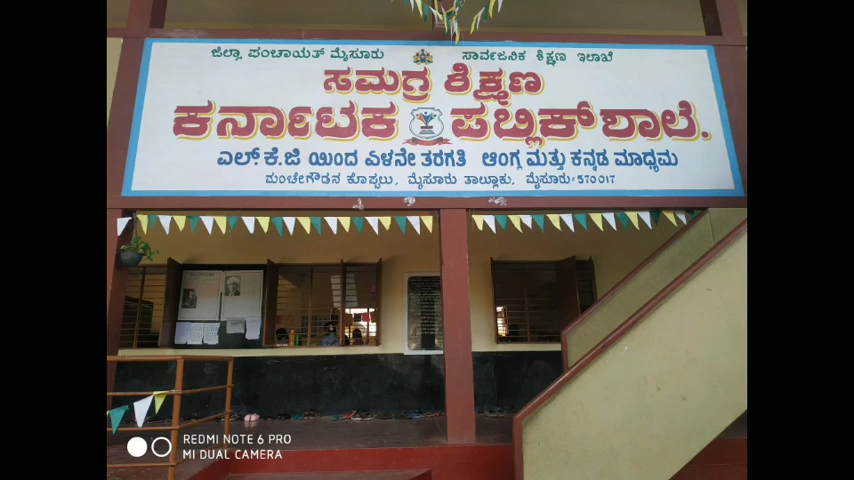 ಜಿಲ್ಲಾ ಪಂಚಾಯತ್ ಮೈಸೂರು ಸಾರ್ವಜನಿಕ ಶಿಕ್ಷಣ ಇಲಾಖೆ
ಸಮಗ್ರ ಶಿಕ್ಷಣ
ಕರ್ನಾಟಕ ಪಬ್ಲಿಕ್ ಶಾಲೆ.
ಎಲ್.ಕೆ.ಜಿ ಯಿಂದ ಏಳನೇ ತರಗತಿ ಆಂಗ್ಲ ಮತ್ತು ಕನ್ನಡ ಮಾಧ್ಯಮ
ಮಂಚೇಗೌಡನ ಕೊಪ್ಪಲು, ಮೈಸೂರು ತಾಲ್ಲೂಕು, ಮೈಸೂರು-570017
REDMI NOTE 6 PRO
MI DUAL CAMERA